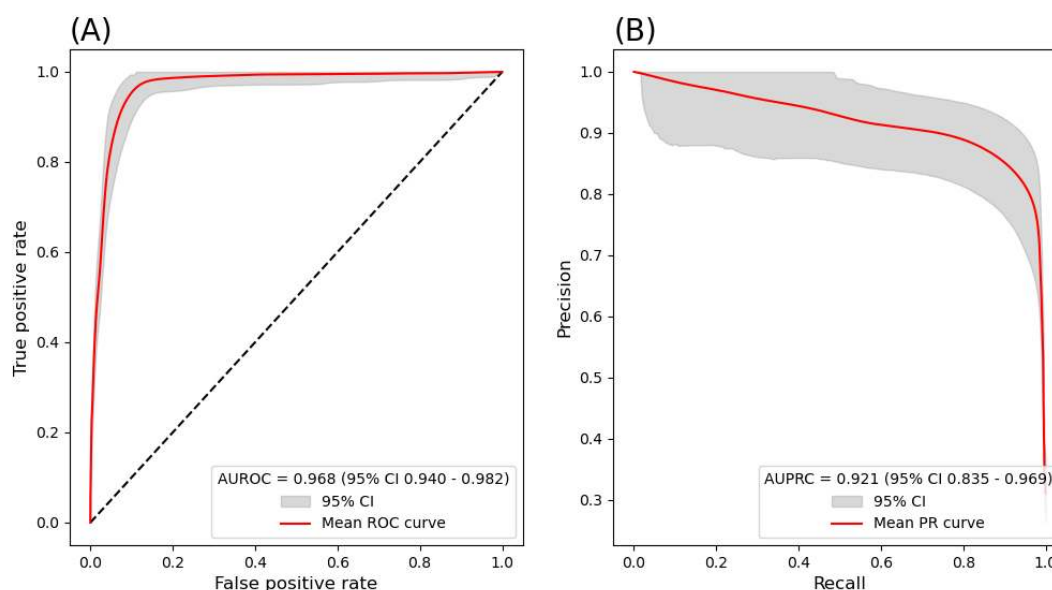 (A)
1.0
0.8
0.6
0.4
0.2
0.0
True positive rate
AUROC = 0.968 (95% CI 0.940 - 0.982)
95% CI
Mean ROC curve
0.0 0.2 0.4 0.6 0.8 1.0
False positive rate
(B)
1.0
0.9
0.8
0.7
0.6
0.5
0.4
0.3
Precision
AUPRC = 0.921 (95% CI 0.835 - 0.969)
95% CI
Mean PR curve
0.0 0.2 0.4 0.6 0.8 1.0
Recall